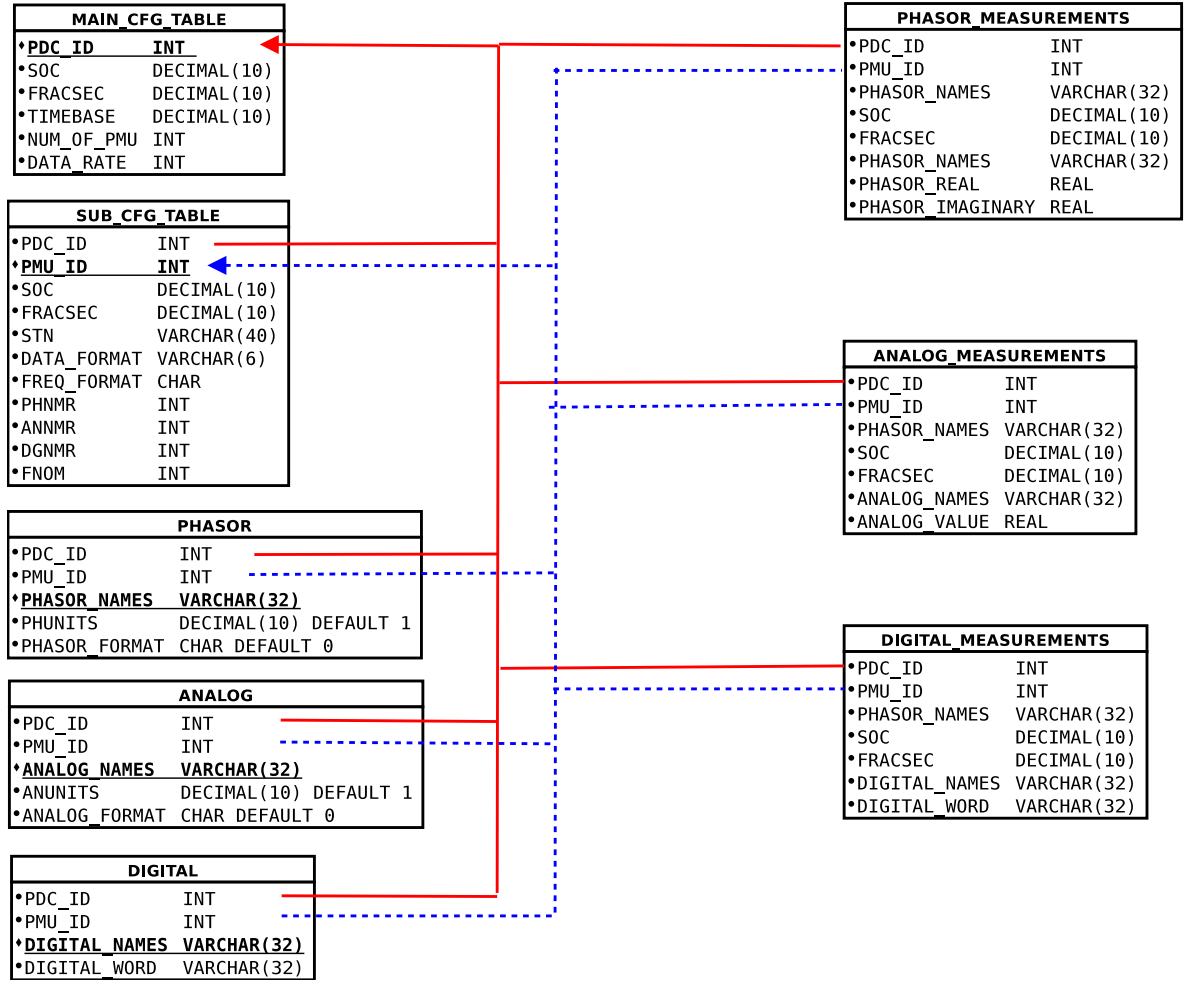 MAIN_CFG_TABLE
PDC_ID INT
SOC DECIMAL(10)
FRACSEC DECIMAL(10)
TIMEBASE DECIMAL(10)
NUM_OF_PMU INT
DATA_RATE INT
SUB_CFG_TABLE
PDC_ID INT
PMU_ID INT
SOC DECIMAL(10)
FRACSEC DECIMAL(10)
STN VARCHAR(40)
DATA_FORMAT VARCHAR(6)
FREQ_FORMAT CHAR
PHNMR INT
ANNMR INT
DGNMR INT
FNOM INT
PHASOR
PDC_ID INT
PMU_ID INT
PHASOR_NAMES VARCHAR(32)
PHUNITS DECIMAL(10) DEFAULT 1
PHASOR_FORMAT CHAR DEFAULT 0
ANALOG
PDC_ID INT
PMU_ID INT
ANALOG_NAMES VARCHAR(32)
ANUNITS DECIMAL(10) DEFAULT 1
ANALOG_FORMAT CHAR DEFAULT 0
DIGITAL
PDC_ID INT
PMU_ID INT
DIGITAL_NAMES VARCHAR(32)
DIGITAL_WORD VARCHAR(32)
PHASOR_MEASUREMENTS
PDC_ID INT
PMU_ID INT
PHASOR_NAMES VARCHAR(32)
SOC DECIMAL(10)
FRACSEC DECIMAL(10)
PHASOR_NAMES VARCHAR(32)
PHASOR_REAL REAL
PHASOR_IMAGINARY REAL
ANALOG_MEASUREMENTS
PDC_ID INT
PMU_ID INT
PHASOR_NAMES VARCHAR(32)
SOC DECIMAL(10)
FRACSEC DECIMAL(10)
ANALOG_NAMES VARCHAR(32)
ANALOG_VALUE REAL
DIGITAL_MEASUREMENTS
PDC_ID INT
PMU_ID INT
PHASOR_NAMES VARCHAR(32)
SOC DECIMAL(10)
FRACSEC DECIMAL(10)
DIGITAL_NAMES VARCHAR(32)
DIGITAL_WORD VARCHAR(32)